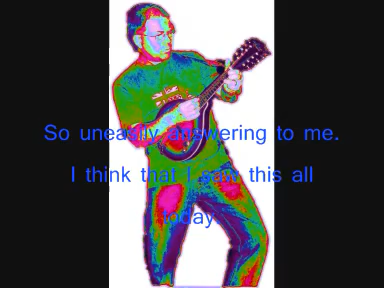 So uneasily answering to me.
I think that I saw this all
today.